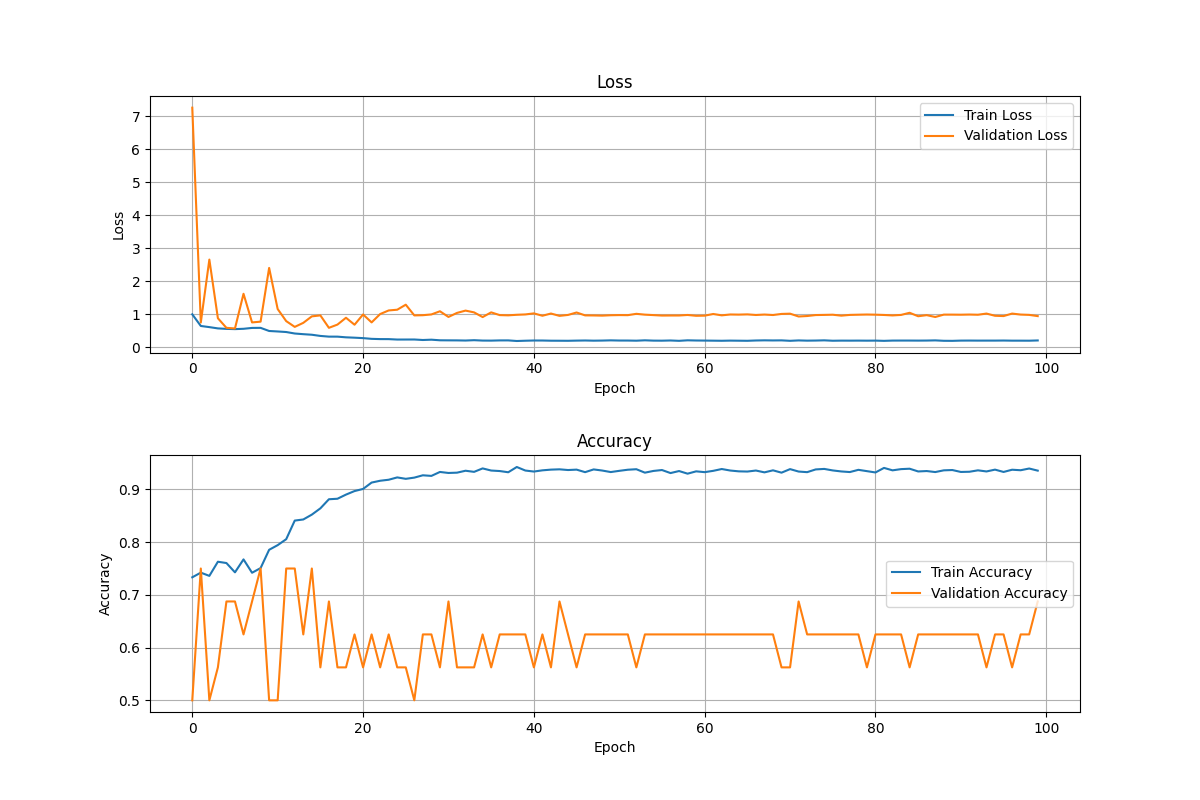 Loss
7
6
5
4
3
2
1
0
Loss
Train Loss
Validation Loss
0 20 40 60 80 100
Epoch
Accuracy
0.9
0.8
0.7
0.6
0.5
Accuracy
Train Accuracy
Validation Accuracy
0 20 40 60 80 100
Epoch